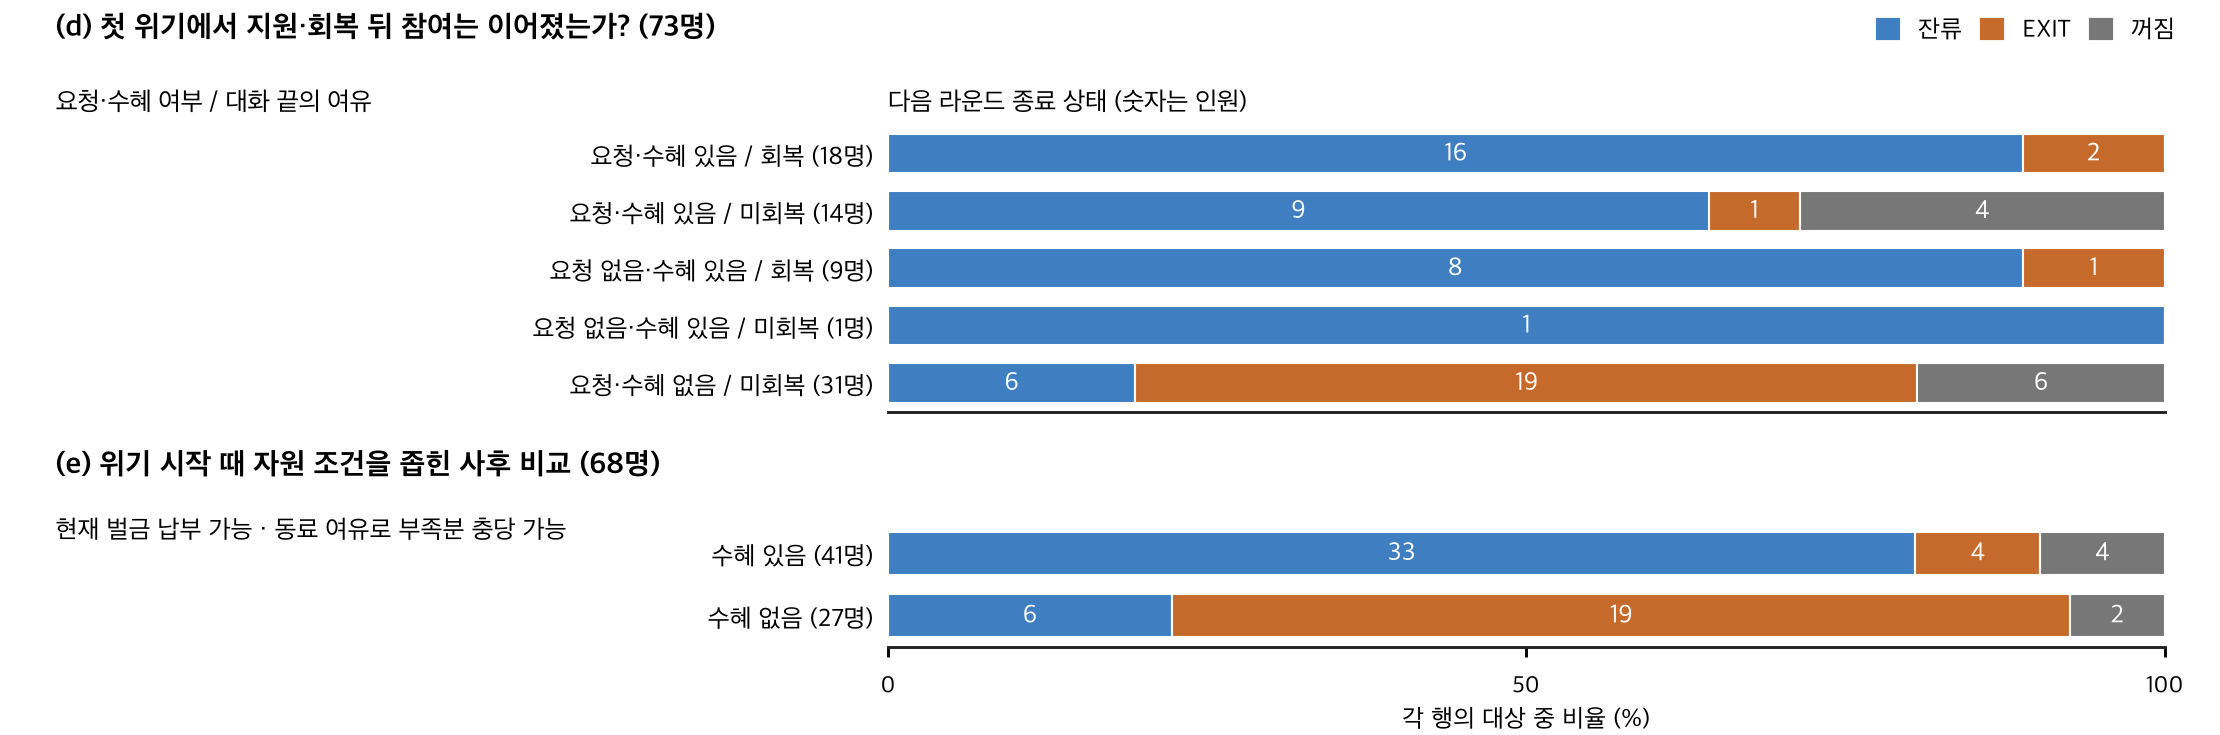 (d) 첫 위기에서 지원·회복 뒤 참여는 이어졌는가? (73명)
잔류 EXIT 꺼짐
요청·수혜 여부 / 대화 끝의 여유
다음 라운드 종료 상태 (숫자는 인원)
요청·수혜 있음 / 회복 (18명) 16 2
요청·수혜 있음 / 미회복 (14명) 9 1 4
요청 없음·수혜 있음 / 회복 (9명) 8 1
요청 없음·수혜 있음 / 미회복 (1명) 1
요청·수혜 없음 / 미회복 (31명) 6 19 6
(e) 위기 시작 때 자원 조건을 좁힌 사후 비교 (68명)
현재 벌금 납부 가능 · 동료 여유로 부족분 충당 가능
수혜 있음 (41명) 33 4 4
수혜 없음 (27명) 6 19 2
0 50 100
각 행의 대상 중 비율 (%)